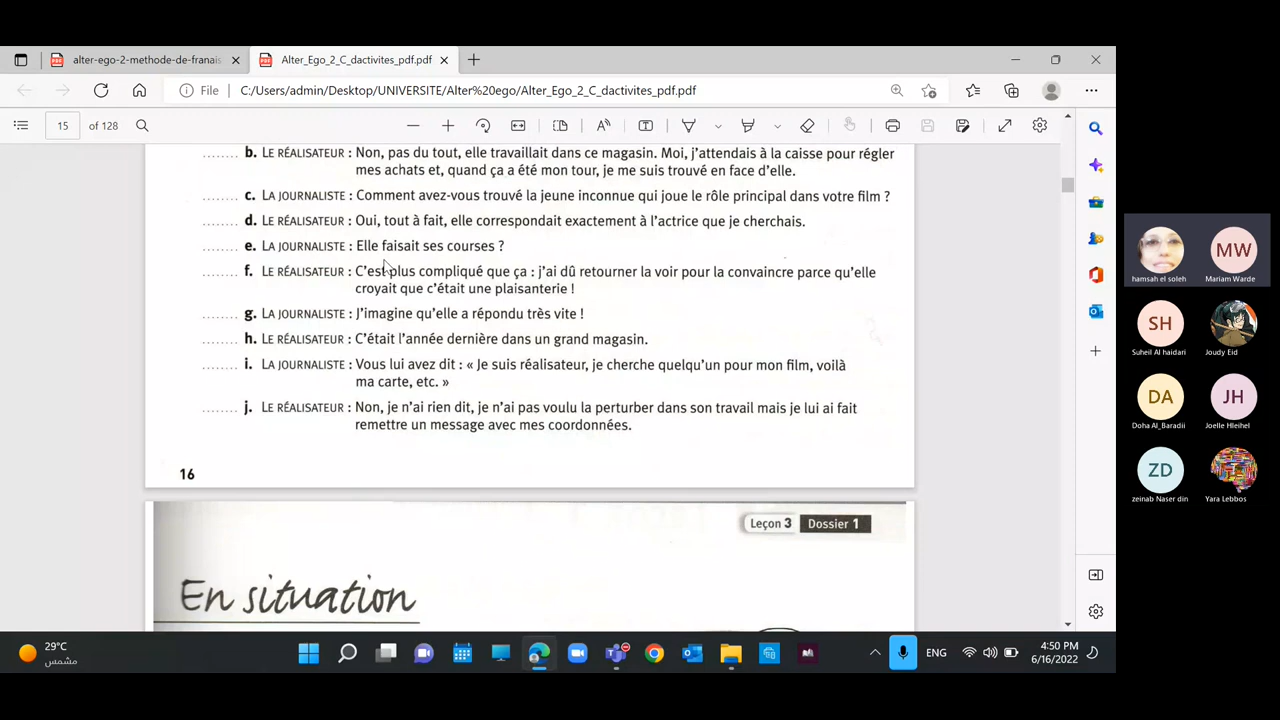 alter-ego-2-methode-de-franais
Alter_Ego_2_C_dactivites_pdf.pdf
File
C:/Users/admin/Desktop/UNIVERSITE/Alter%20ego/Alter_Ego_2_C_dactivites_pdf.pdf
15 of 128
........ b. LE RÉALISATEUR : Non, pas du tout, elle travaillait dans ce magasin. Moi, j'attendais à la caisse pour régler
mes achats et, quand ça a été mon tour, je me suis trouvé en face d'elle.
........ c. LA JOURNALISTE : Comment avez-vous trouvé la jeune inconnue qui joue le rôle principal dans votre film ?
........ d. LE RÉALISATEUR : Oui, tout à fait, elle correspondait exactement à l'actrice que je cherchais.
........ e. LA JOURNALISTE : Elle faisait ses courses ?
........ f. LE RÉALISATEUR : C'est plus compliqué que ça : j'ai dû retourner la voir pour la convaincre parce qu'elle
croyait que c'était une plaisanterie !
........ g. LA JOURNALISTE : J'imagine qu'elle a répondu très vite !
........ h. LE RÉALISATEUR : C'était l'année dernière dans un grand magasin.
........ i. LA JOURNALISTE : Vous lui avez dit : « Je suis réalisateur, je cherche quelqu'un pour mon film, voilà
ma carte, etc. »
........ j. LE RÉALISATEUR : Non, je n'ai rien dit, je n'ai pas voulu la perturber dans son travail mais je lui ai fait
remettre un message avec mes coordonnées.
16
Leçon 3 Dossier 1
En situation
hamsah el soleh
MW
Mariam Warde
SH
Suheil Al haidari
Joudy Eid
DA
Doha Al_Baradii
JH
Joelle Hleihel
ZD
zeinab Naser din
Yara Lebbos
29°C
مشمس
ENG
4:50 PM
6/16/2022